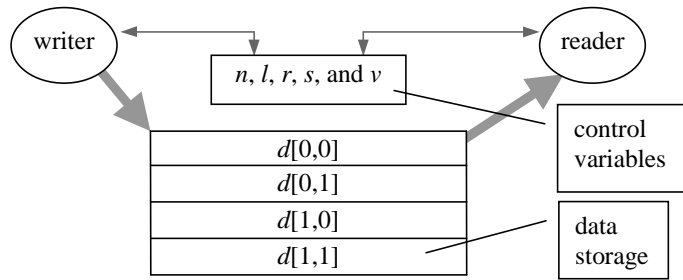 writer
reader
n, l, r, s, and v
control
variables
d[0,0]
d[0,1]
d[1,0]
d[1,1]
data
storage